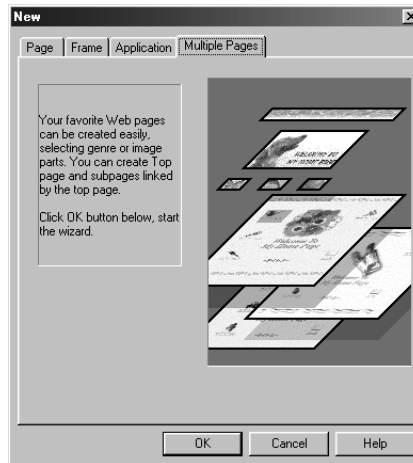 New
Page Frame Application Multiple Pages
Your favorite Web pages
can be created easily,
selecting genre or image
parts. You can create Top
page and subpages linked
by the top page.
Click OK button below, start
the wizard.
Welcome To
My Home Page
OK Cancel Help